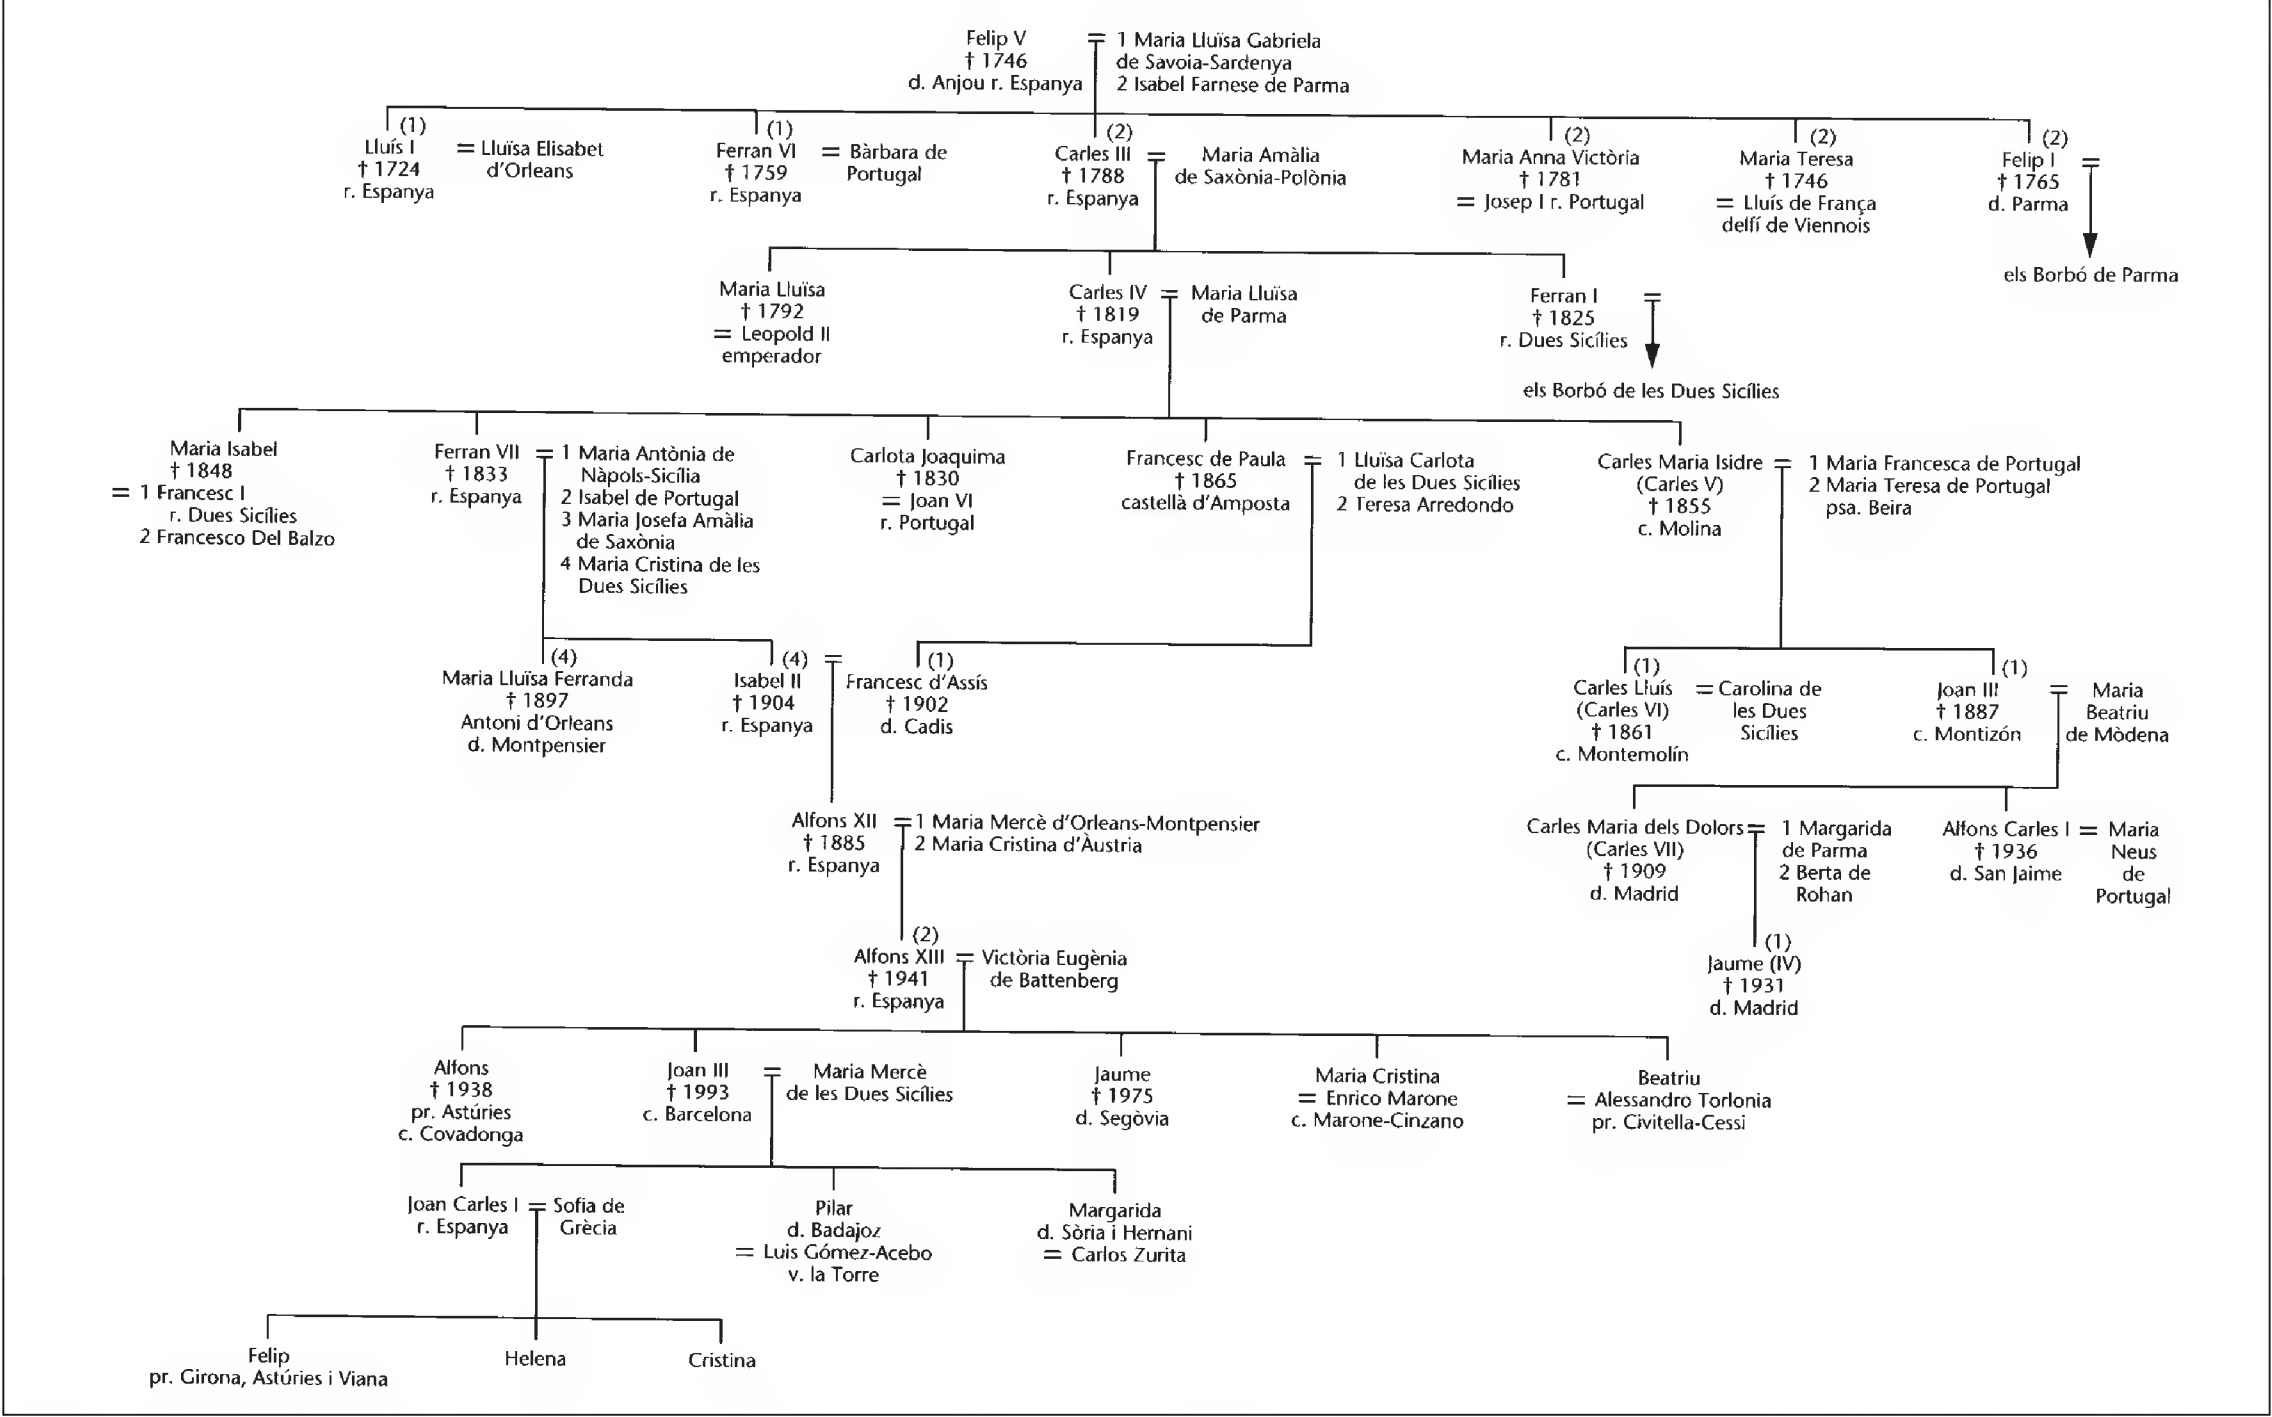 Felip V
† 1746
d. Anjou r. Espanya
= 1 Maria Lluïsa Gabriela
de Savoia-Sardenya
2 Isabel Farnese de Parma
(1)
Lluís I
† 1724
r. Espanya
= Lluïsa Elisabet
d'Orleans
(1)
Ferran VI
† 1759
r. Espanya
= Bàrbara de
Portugal
(2)
Carles III
† 1788
r. Espanya
= Maria Amàlia
de Saxònia-Polònia
(2)
Maria Anna Victòria
† 1781
= Josep I r. Portugal
(2)
Maria Teresa
† 1746
= Lluís de França
delfí de Viennois
(2)
Felip I =
† 1765
d. Parma
els Borbó de Parma
Maria Lluïsa
† 1792
= Leopold II
emperador
Carles IV
† 1819
r. Espanya
= Maria Lluïsa
de Parma
Ferran I =
† 1825
r. Dues Sicílies
els Borbó de les Dues Sicílies
Maria Isabel
† 1848
= 1 Francesc I
r. Dues Sicílies
2 Francesco Del Balzo
Ferran VII
† 1833
r. Espanya
= 1 Maria Antònia de
Nàpols-Sicília
2 Isabel de Portugal
3 Maria Josefa Amàlia
de Saxònia
4 Maria Cristina de les
Dues Sicílies
Carlota Joaquima
† 1830
= Joan VI
r. Portugal
Francesc de Paula
† 1865
castellà d'Amposta
= 1 Lluïsa Carlota
de les Dues Sicílies
2 Teresa Arredondo
Carles Maria Isidre
(Carles V)
† 1855
c. Molina
= 1 Maria Francesca de Portugal
2 Maria Teresa de Portugal
psa. Beira
(4)
Maria Lluïsa Ferranda
† 1897
Antoni d'Orleans
d. Montpensier
(4)
Isabel II
† 1904
r. Espanya
=
(1)
Francesc d'Assís
† 1902
d. Cadis
(1)
Carles Lluís
(Carles VI)
† 1861
c. Montemolín
= Carolina de
les Dues
Sicílies
(1)
Joan III
† 1887
c. Montizón
= Maria
Beatriu
de Mòdena
Alfons XII
† 1885
r. Espanya
= 1 Maria Mercè d'Orleans-Montpensier
2 Maria Cristina d'Àustria
Carles Maria dels Dolors
(Carles VII)
† 1909
d. Madrid
= 1 Margarida
de Parma
2 Berta de
Rohan
Alfons Carles I
† 1936
d. San Jaime
= Maria
Neus
de
Portugal
(2)
Alfons XIII
† 1941
r. Espanya
= Victòria Eugènia
de Battenberg
(1)
Jaume (IV)
† 1931
d. Madrid
Alfons
† 1938
pr. Astúries
c. Covadonga
Joan III
† 1993
c. Barcelona
= Maria Mercè
de les Dues Sicílies
Jaume
† 1975
d. Segòvia
Maria Cristina
= Enrico Marone
c. Marone-Cinzano
Beatriu
= Alessandro Torlonia
pr. Civitella-Cessi
Joan Carles I
r. Espanya
= Sofia de
Grècia
Pilar
d. Badajoz
= Luis Gómez-Acebo
v. la Torre
Margarida
d. Sòria i Hernani
= Carlos Zurita
Felip
pr. Girona, Astúries i Viana
Helena
Cristina